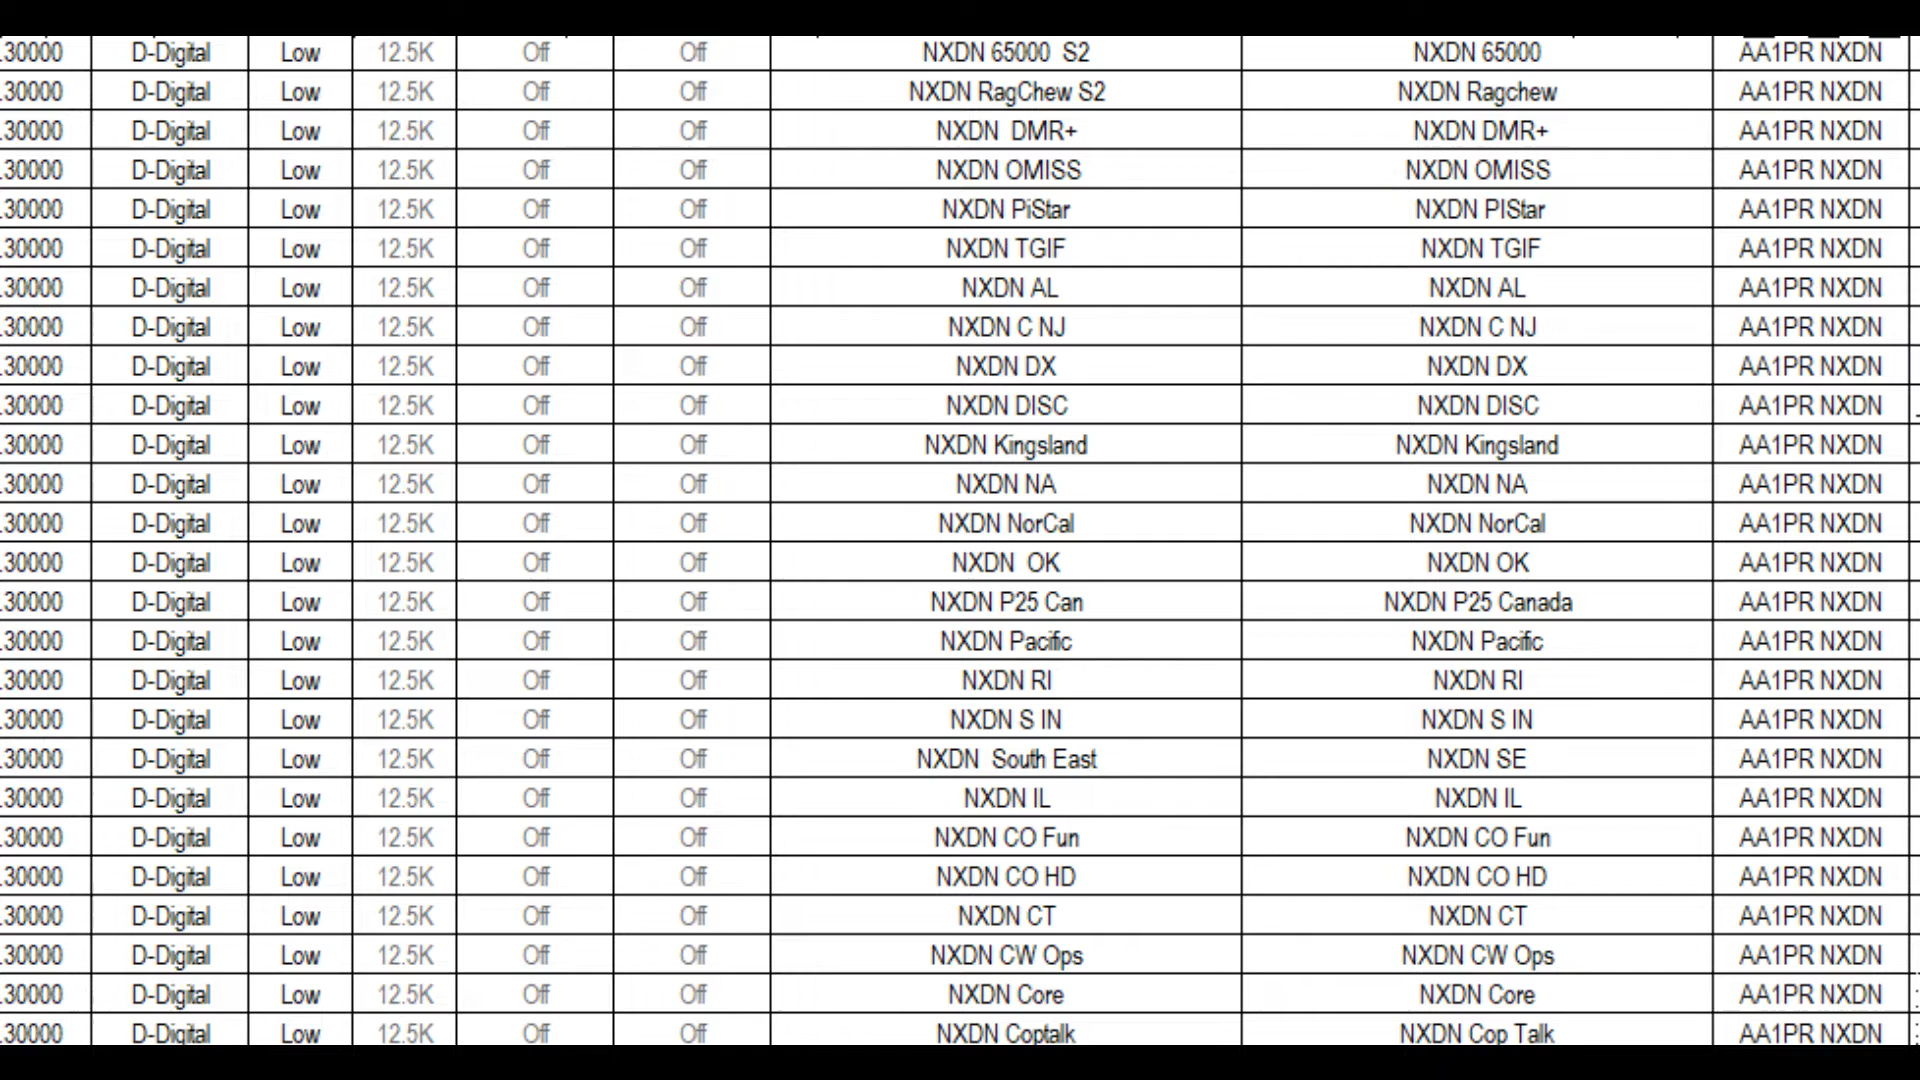 .30000 D-Digital Low 12.5K Off Off NXDN 65000  S2 NXDN 65000 AA1PR NXDN
.30000 D-Digital Low 12.5K Off Off NXDN RagChew S2 NXDN Ragchew AA1PR NXDN
.30000 D-Digital Low 12.5K Off Off NXDN  DMR+ NXDN DMR+ AA1PR NXDN
.30000 D-Digital Low 12.5K Off Off NXDN OMISS NXDN OMISS AA1PR NXDN
.30000 D-Digital Low 12.5K Off Off NXDN PiStar NXDN PIStar AA1PR NXDN
.30000 D-Digital Low 12.5K Off Off NXDN TGIF NXDN TGIF AA1PR NXDN
.30000 D-Digital Low 12.5K Off Off NXDN AL NXDN AL AA1PR NXDN
.30000 D-Digital Low 12.5K Off Off NXDN C NJ NXDN C NJ AA1PR NXDN
.30000 D-Digital Low 12.5K Off Off NXDN DX NXDN DX AA1PR NXDN
.30000 D-Digital Low 12.5K Off Off NXDN DISC NXDN DISC AA1PR NXDN
.30000 D-Digital Low 12.5K Off Off NXDN Kingsland NXDN Kingsland AA1PR NXDN
.30000 D-Digital Low 12.5K Off Off NXDN NA NXDN NA AA1PR NXDN
.30000 D-Digital Low 12.5K Off Off NXDN NorCal NXDN NorCal AA1PR NXDN
.30000 D-Digital Low 12.5K Off Off NXDN  OK NXDN OK AA1PR NXDN
.30000 D-Digital Low 12.5K Off Off NXDN P25 Can NXDN P25 Canada AA1PR NXDN
.30000 D-Digital Low 12.5K Off Off NXDN Pacific NXDN Pacific AA1PR NXDN
.30000 D-Digital Low 12.5K Off Off NXDN RI NXDN RI AA1PR NXDN
.30000 D-Digital Low 12.5K Off Off NXDN S IN NXDN S IN AA1PR NXDN
.30000 D-Digital Low 12.5K Off Off NXDN  South East NXDN SE AA1PR NXDN
.30000 D-Digital Low 12.5K Off Off NXDN IL NXDN IL AA1PR NXDN
.30000 D-Digital Low 12.5K Off Off NXDN CO Fun NXDN CO Fun AA1PR NXDN
.30000 D-Digital Low 12.5K Off Off NXDN CO HD NXDN CO HD AA1PR NXDN
.30000 D-Digital Low 12.5K Off Off NXDN CT NXDN CT AA1PR NXDN
.30000 D-Digital Low 12.5K Off Off NXDN CW Ops NXDN CW Ops AA1PR NXDN
.30000 D-Digital Low 12.5K Off Off NXDN Core NXDN Core AA1PR NXDN
.30000 D-Digital Low 12.5K Off Off NXDN Coptalk NXDN Cop Talk AA1PR NXDN